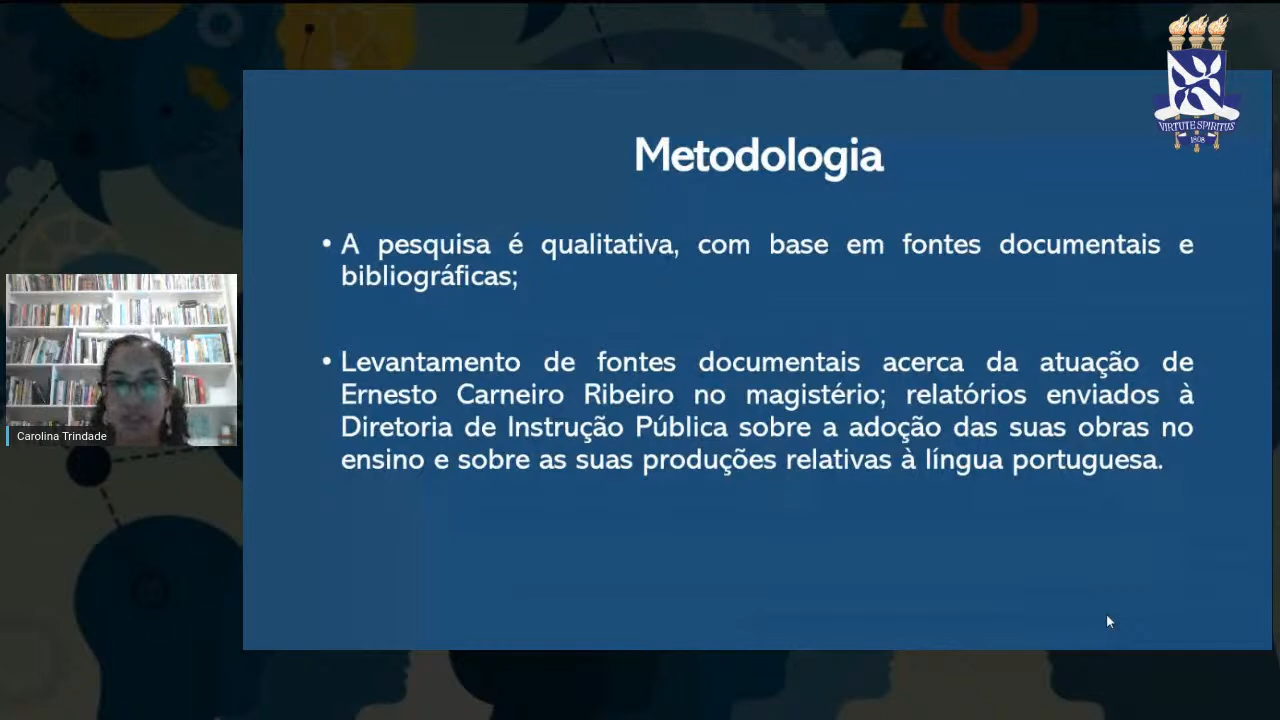 VIRTUTE SPIRITUS
1808
Metodologia
• A pesquisa é qualitativa, com base em fontes documentais e
bibliográficas;
• Levantamento de fontes documentais acerca da atuação de
Ernesto Carneiro Ribeiro no magistério; relatórios enviados à
Diretoria de Instrução Pública sobre a adoção das suas obras no
ensino e sobre as suas produções relativas à língua portuguesa.
Carolina Trindade